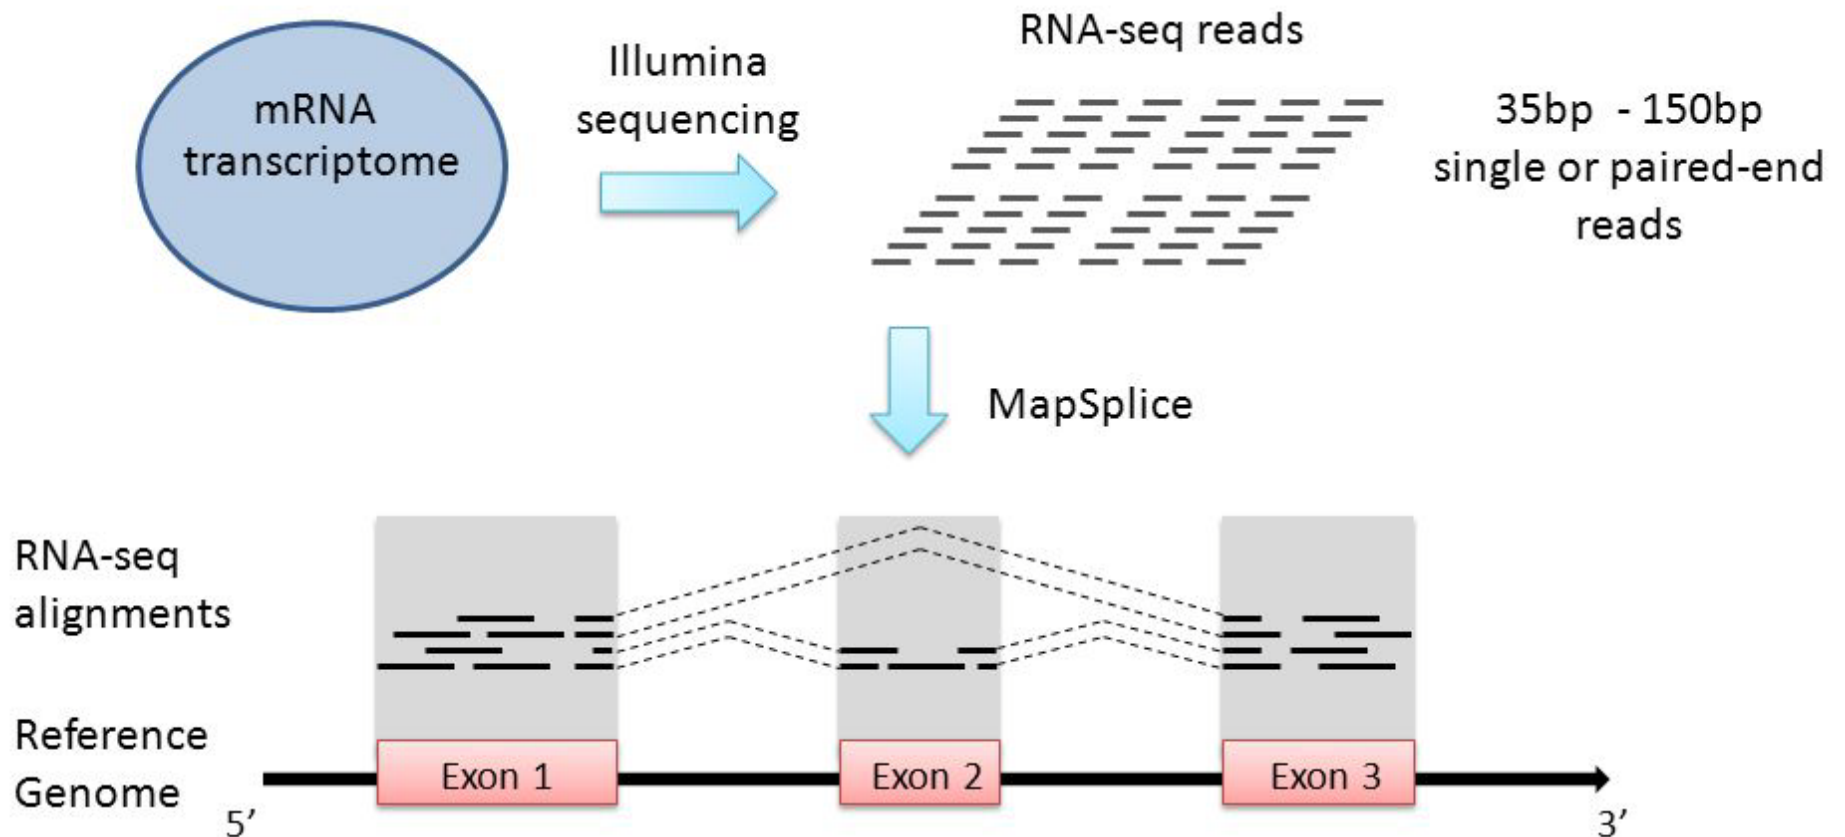 mRNA
transcriptome
Illumina
sequencing
RNA-seq reads
35bp - 150bp
single or paired-end
reads
MapSplice
RNA-seq
alignments
Reference
Genome
Exon 1
Exon 2
Exon 3
5’
3’